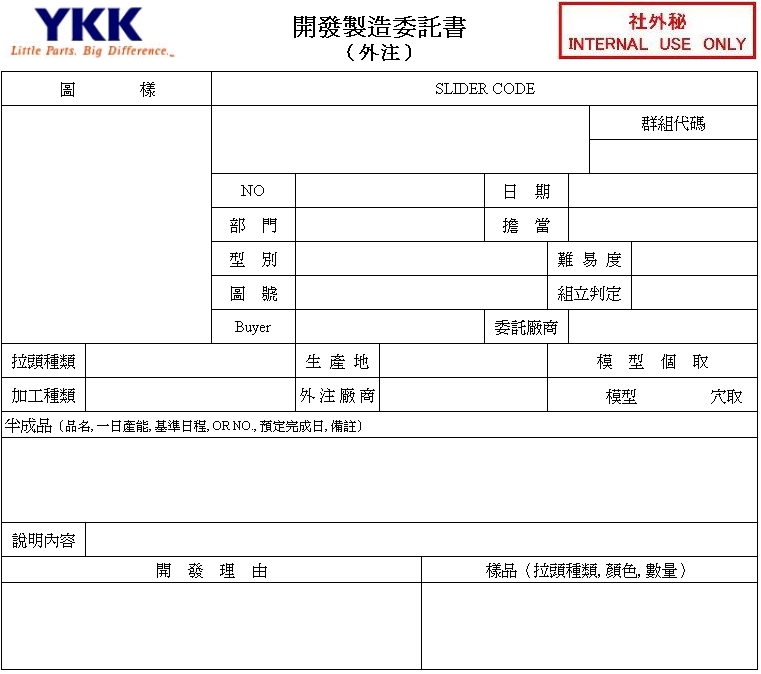 YKK
Little Parts. Big Difference.
開發製造委託書
（外注）
社外秘
INTERNAL USE ONLY
圖 樣
SLIDER CODE
群組代碼
NO
日 期
部 門
擔 當
型 別
難 易 度
圖 號
組立判定
Buyer
委託廠商
拉頭種類
生 產 地
模 型 個 取
加工種類
外 注 廠 商
模型 穴取
半成品（品名, 一日產能, 基準日程, OR NO., 預定完成日, 備註）
說明內容
開 發 理 由
樣品（拉頭種類, 顏色, 數量）